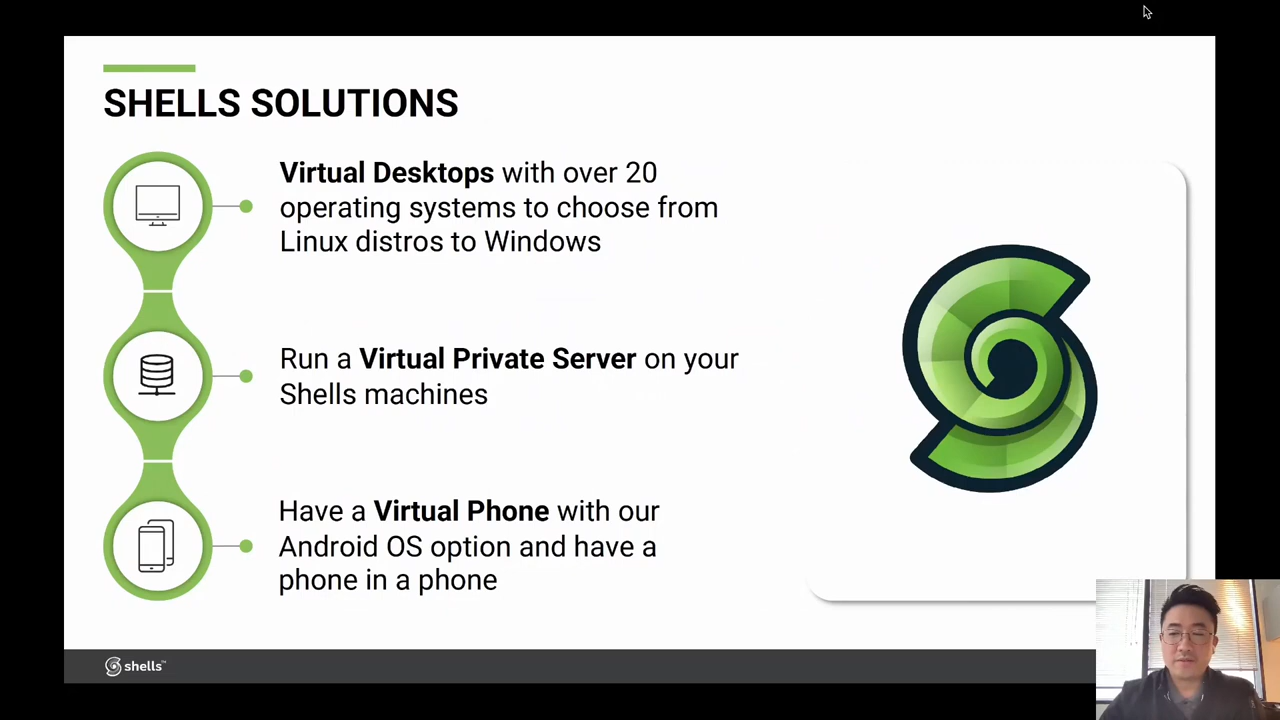 SHELLS SOLUTIONS
Virtual Desktops with over 20
operating systems to choose from
Linux distros to Windows
Run a Virtual Private Server on your
Shells machines
Have a Virtual Phone with our
Android OS option and have a
phone in a phone
shells™